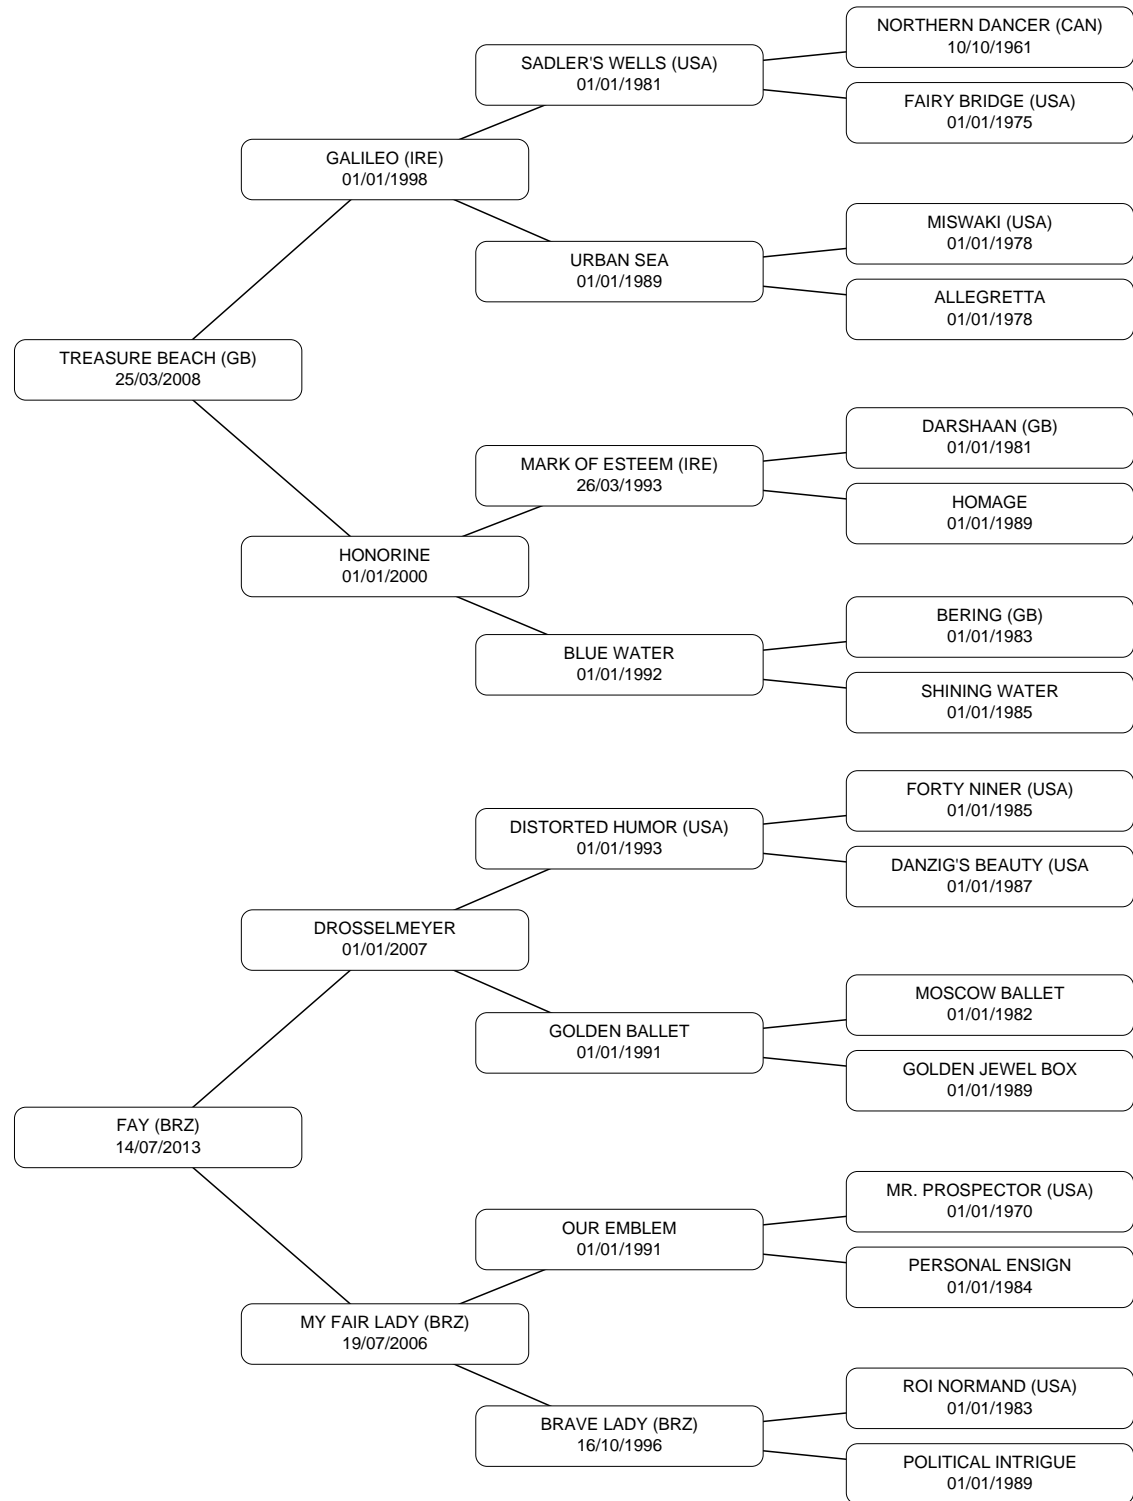 NORTHERN DANCER (CAN)
10/10/1961
SADLER'S WELLS (USA)
01/01/1981
FAIRY BRIDGE (USA)
01/01/1975
GALILEO (IRE)
01/01/1998
MISWAKI (USA)
01/01/1978
URBAN SEA
01/01/1989
ALLEGRETTA
01/01/1978
TREASURE BEACH (GB)
25/03/2008
DARSHAAN (GB)
01/01/1981
MARK OF ESTEEM (IRE)
26/03/1993
HOMAGE
01/01/1989
HONORINE
01/01/2000
BERING (GB)
01/01/1983
BLUE WATER
01/01/1992
SHINING WATER
01/01/1985
FORTY NINER (USA)
01/01/1985
DISTORTED HUMOR (USA)
01/01/1993
DANZIG'S BEAUTY (USA
01/01/1987
DROSSELMEYER
01/01/2007
MOSCOW BALLET
01/01/1982
GOLDEN BALLET
01/01/1991
GOLDEN JEWEL BOX
01/01/1989
FAY (BRZ)
14/07/2013
MR. PROSPECTOR (USA)
01/01/1970
OUR EMBLEM
01/01/1991
PERSONAL ENSIGN
01/01/1984
MY FAIR LADY (BRZ)
19/07/2006
ROI NORMAND (USA)
01/01/1983
BRAVE LADY (BRZ)
16/10/1996
POLITICAL INTRIGUE
01/01/1989